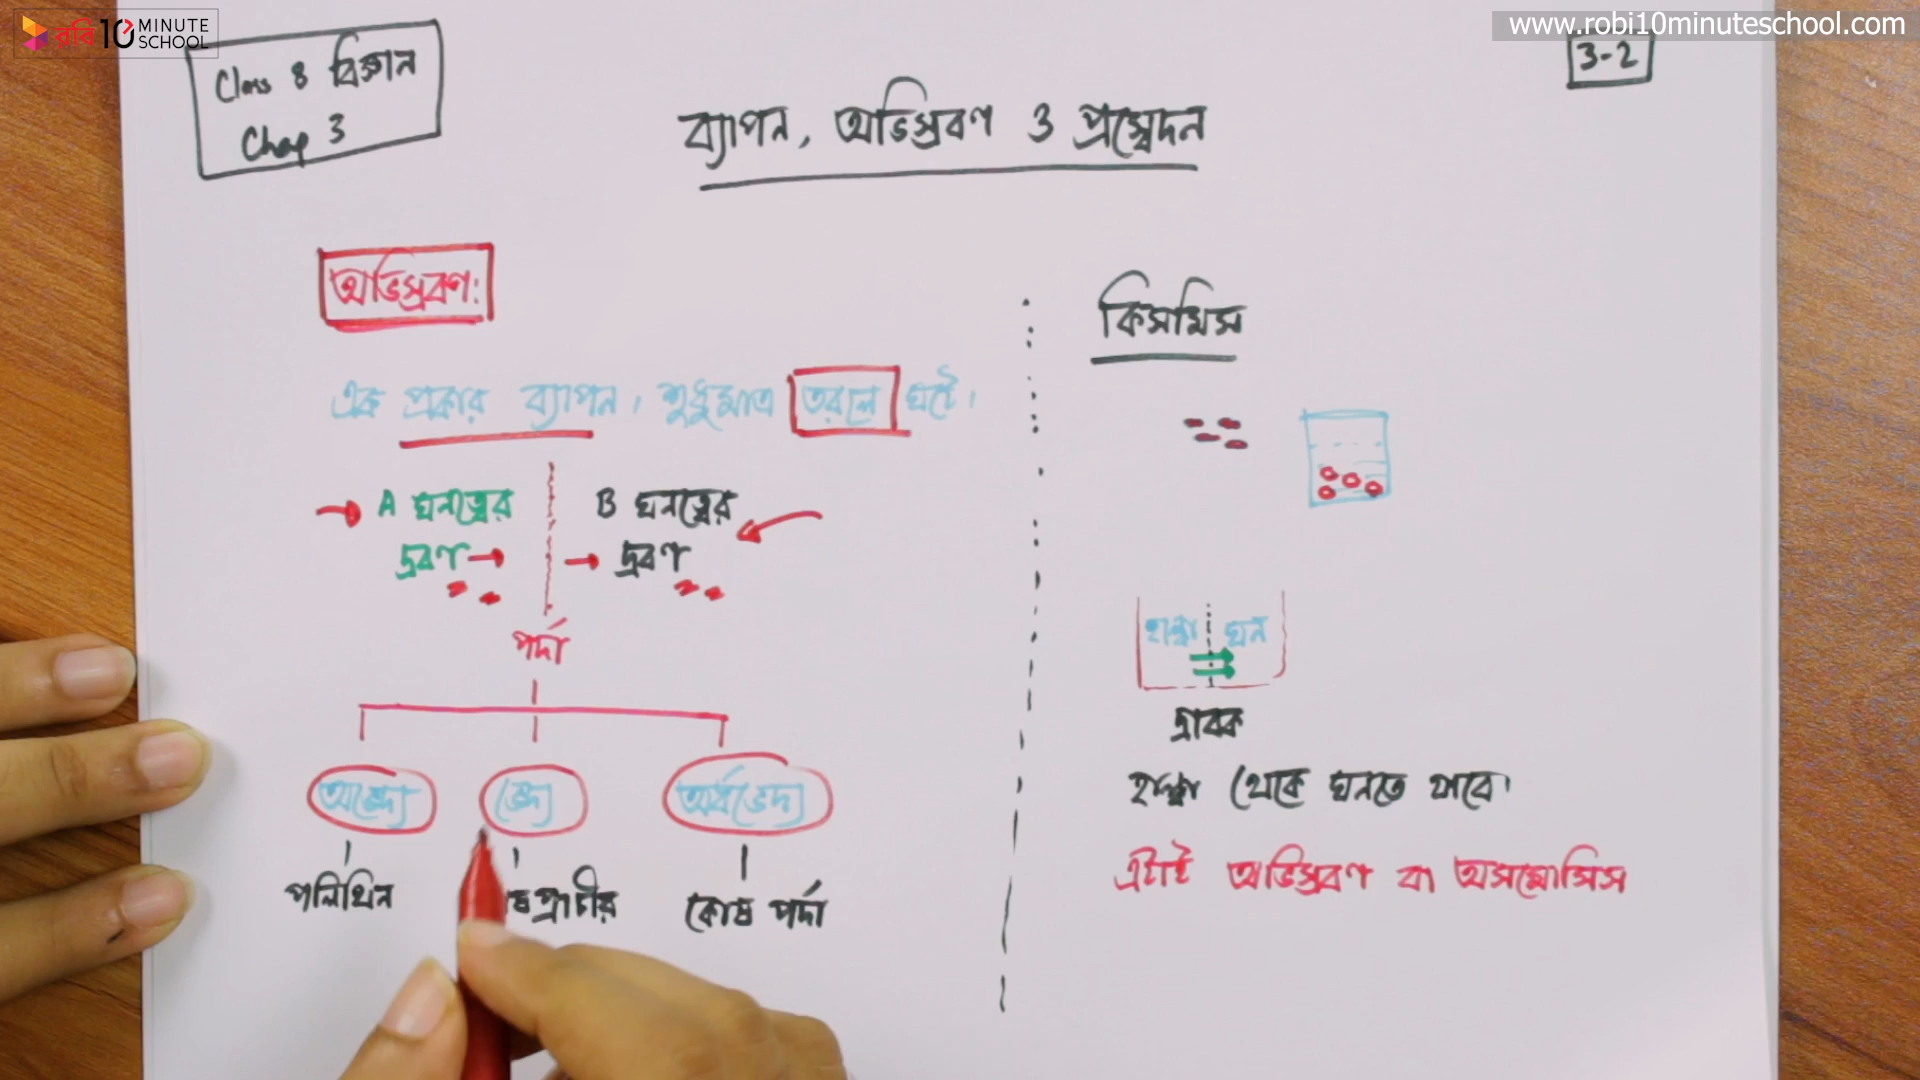 রবি 10 MINUTE SCHOOL
www.robi10minuteschool.com
Class 8 বিজ্ঞান
Chap 3
3-2
ব্যাপন, অভিস্রবণ ও প্রস্বেদন
অভিস্রবণ:
এক প্রকার ব্যাপন। শুধুমাত্র তরলে ঘটে।
A ঘনত্বের
দ্রবণ
B ঘনত্বের
দ্রবণ
পর্দা
অভেদ্য
ভেদ্য
অর্ধভেদ্য
পলিথিন
ষপ্রাচীর
কোষ পর্দা
কিসমিস
হাল্কা
ঘন
দ্রাবক
হাল্কা থেকে ঘনতে যাবে।
এটাই অভিস্রবণ বা অসমোসিস